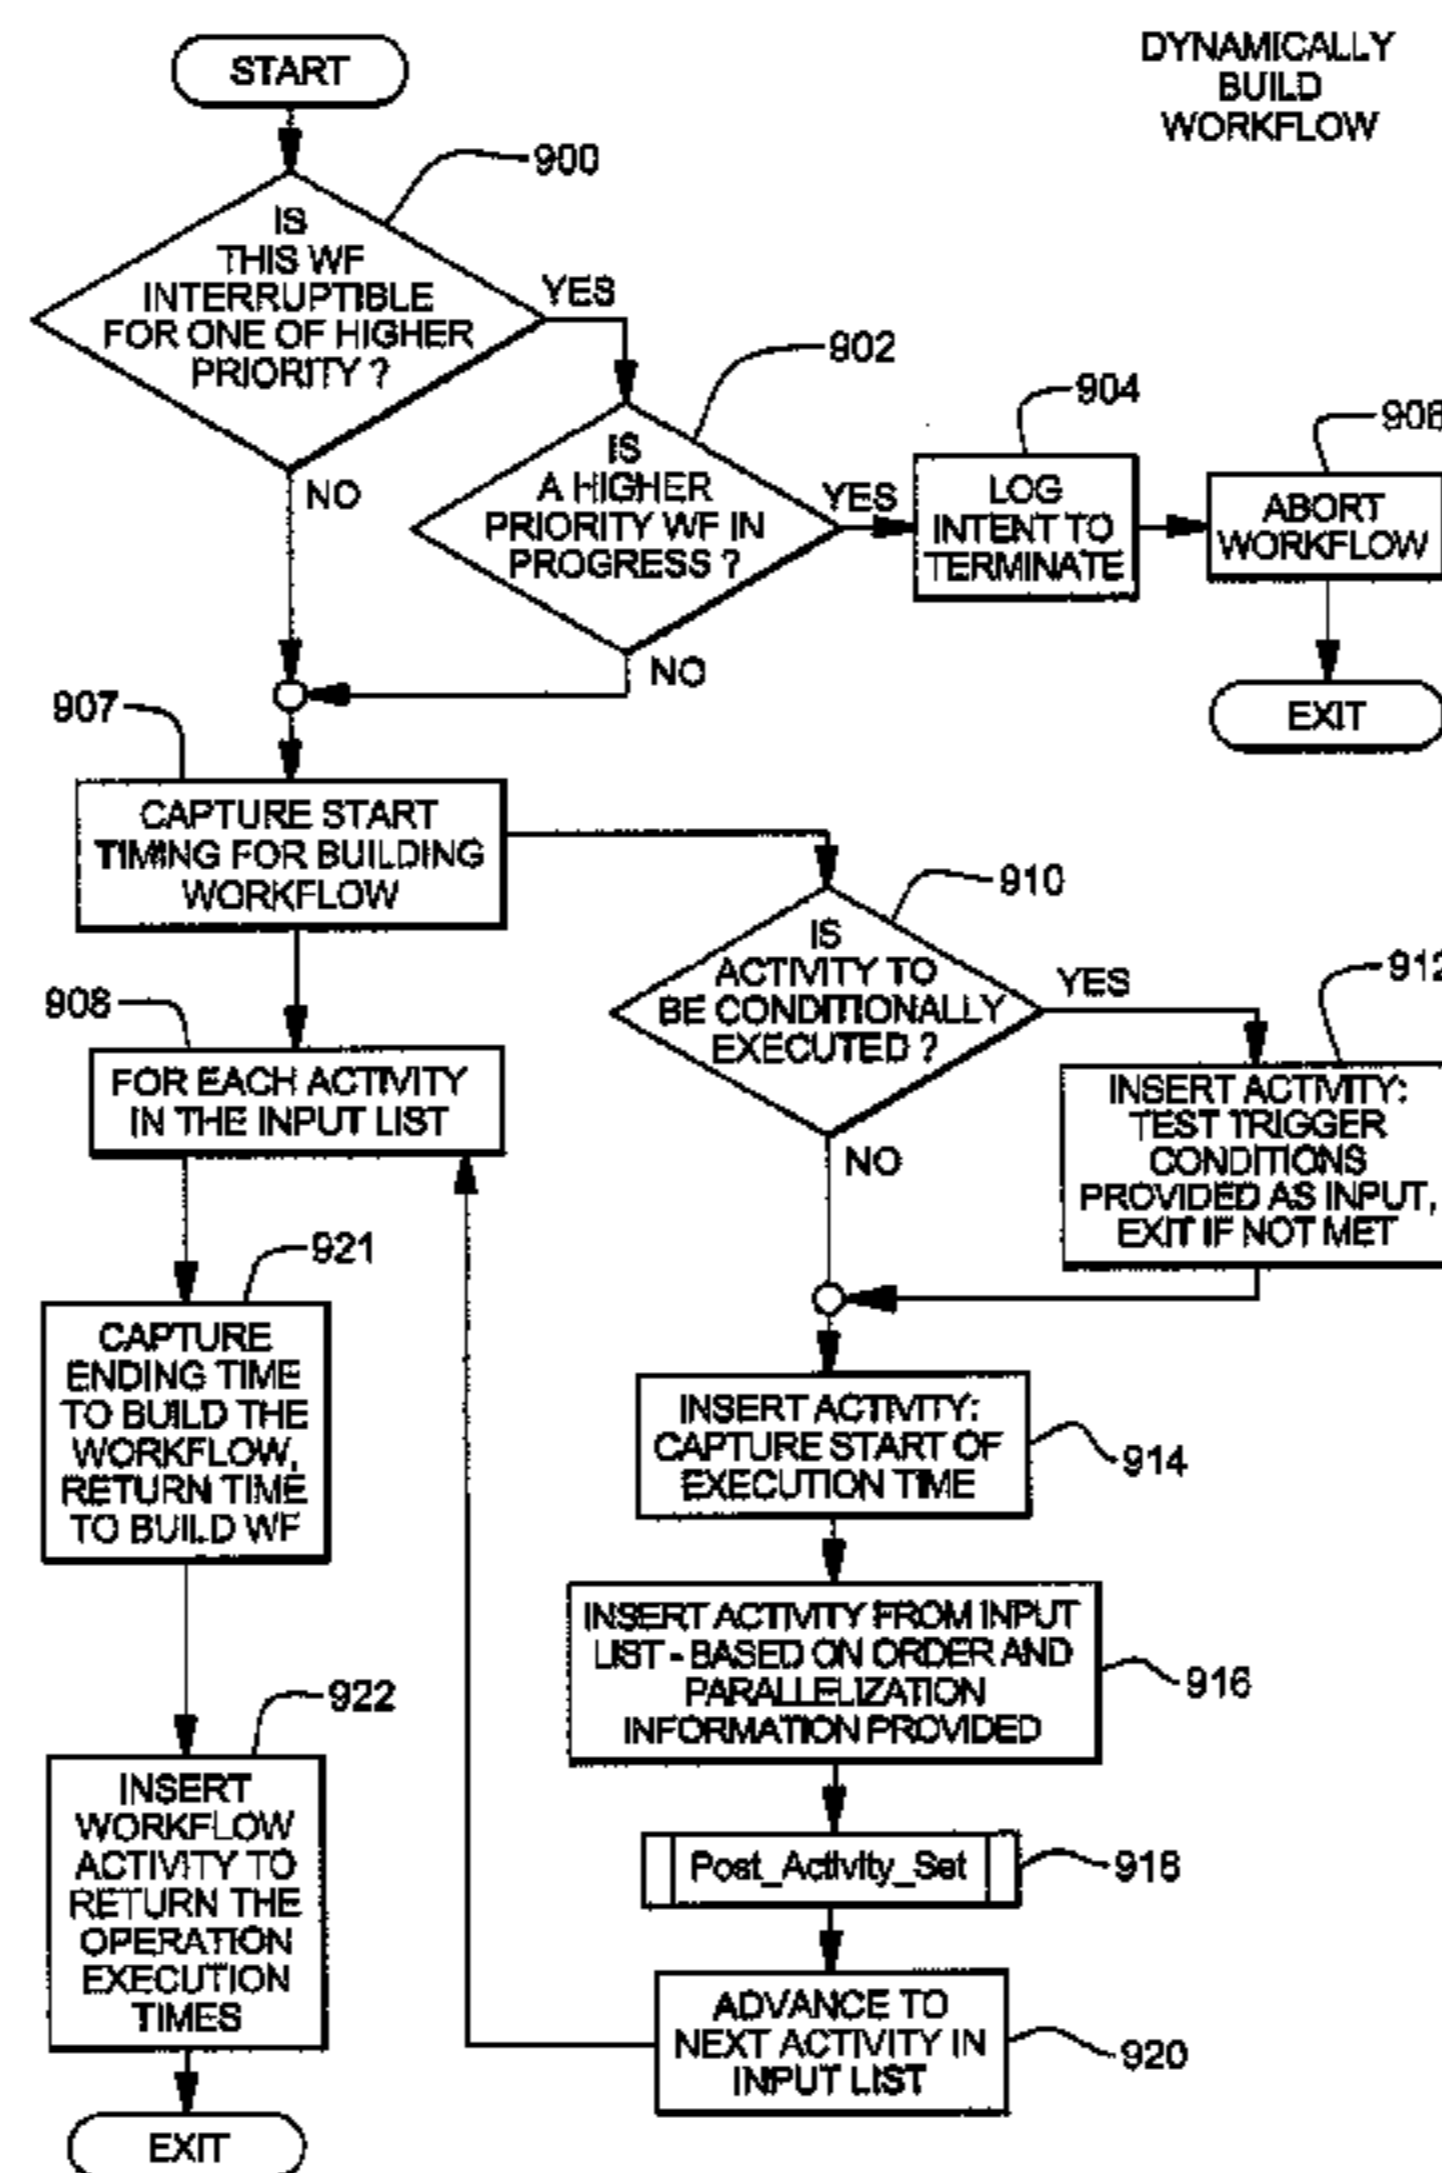 DYNAMICALLY
BUILD
WORKFLOW
START
900
IS
THIS WF
INTERRUPTIBLE
FOR ONE OF HIGHER
PRIORITY ?
YES
NO
902
IS
A HIGHER
PRIORITY WF IN
PROGRESS ?
YES
NO
904
LOG
INTENT TO
TERMINATE
906
ABORT
WORKFLOW
EXIT
907
CAPTURE START
TIMING FOR BUILDING
WORKFLOW
908
FOR EACH ACTIVITY
IN THE INPUT LIST
910
IS
ACTIVITY TO
BE CONDITIONALLY
EXECUTED ?
YES
NO
912
INSERT ACTIVITY:
TEST TRIGGER
CONDITIONS
PROVIDED AS INPUT,
EXIT IF NOT MET
914
INSERT ACTIVITY:
CAPTURE START OF
EXECUTION TIME
916
INSERT ACTIVITY FROM INPUT
LIST - BASED ON ORDER AND
PARALLELIZATION
INFORMATION PROVIDED
918
Post_Activity_Set
920
ADVANCE TO
NEXT ACTIVITY IN
INPUT LIST
921
CAPTURE
ENDING TIME
TO BUILD THE
WORKFLOW,
RETURN TIME
TO BUILD WF
922
INSERT
WORKFLOW
ACTIVITY TO
RETURN THE
OPERATION
EXECUTION
TIMES
EXIT